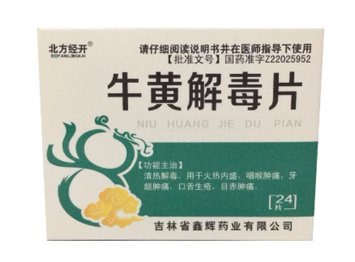 北方经开
请仔细阅读说明书并在医师指导下使用
【批准文号】国药准字Z22025952
牛黄解毒片
NIU HUANG JIE DU PIAN
【功能主治】
清热解毒。用于火热内盛，咽喉肿痛，牙
龈肿痛，口舌生疮，目赤肿痛。
24
片
吉林省鑫辉药业有限公司